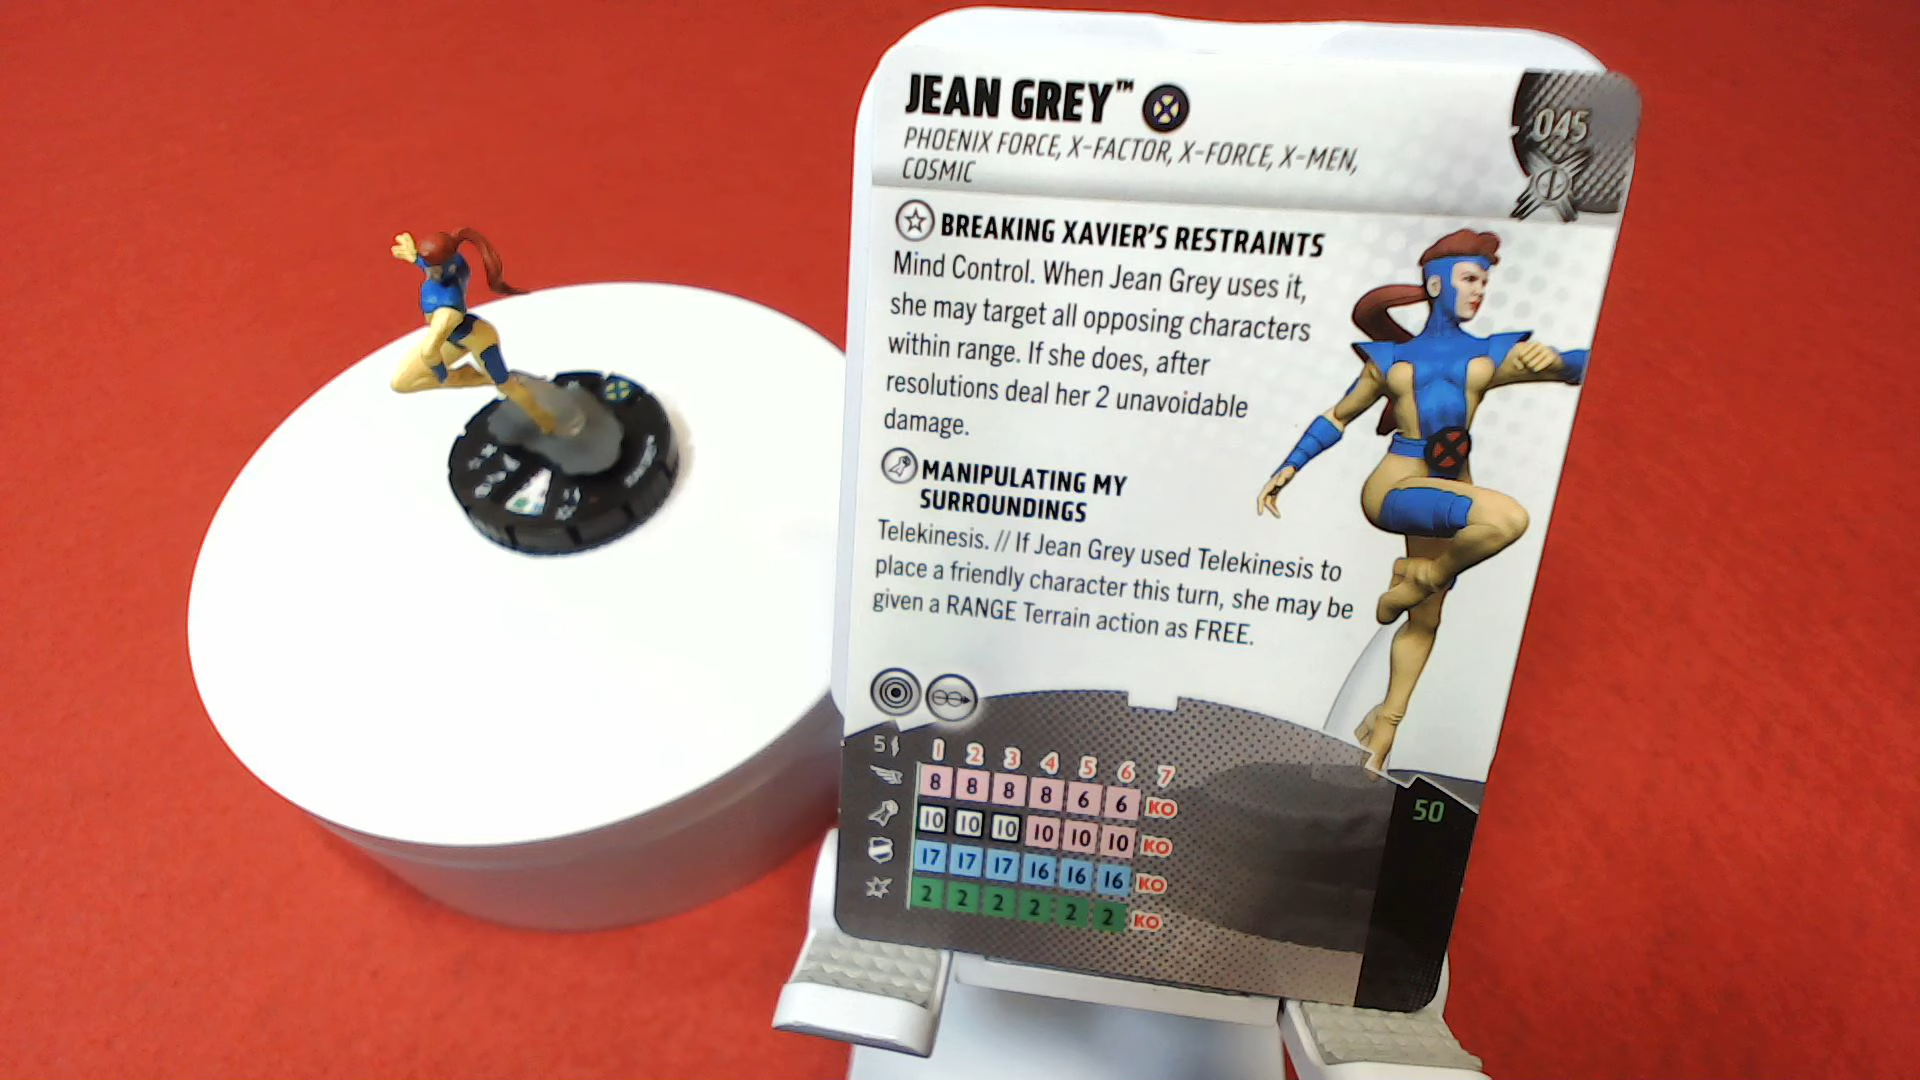 JEAN GREY™
PHOENIX FORCE, X-FACTOR, X-FORCE, X-MEN,
COSMIC
045
BREAKING XAVIER'S RESTRAINTS
Mind Control. When Jean Grey uses it,
she may target all opposing characters
within range. If she does, after
resolutions deal her 2 unavoidable
damage.
MANIPULATING MY
SURROUNDINGS
Telekinesis. // If Jean Grey used Telekinesis to
place a friendly character this turn, she may be
given a RANGE Terrain action as FREE.
5 1 2 3 4 5 6 7
8 8 8 8 6 6 KO
10 10 10 10 10 10 KO
17 17 17 16 16 16 KO
2 2 2 2 2 2 KO
50